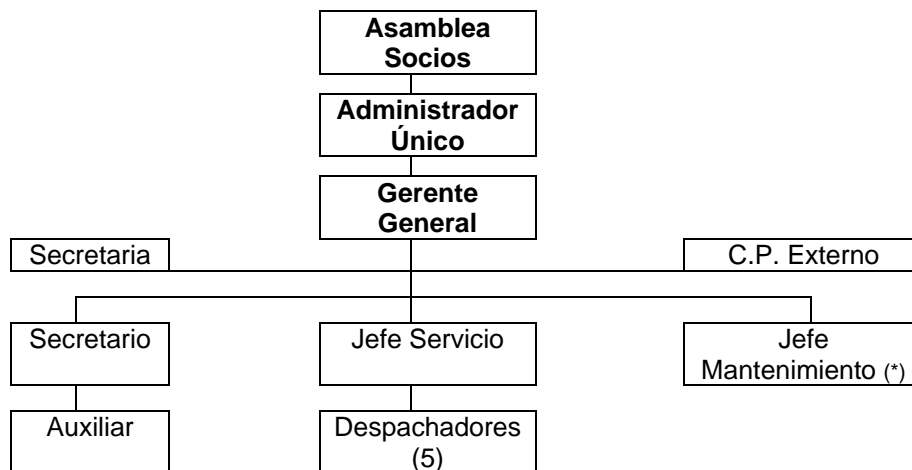 Asamblea
Socios
Administrador
Único
Gerente
General
Secretaria
C.P. Externo
Secretario
Jefe Servicio
Jefe
Mantenimiento (*)
Auxiliar
Despachadores
(5)